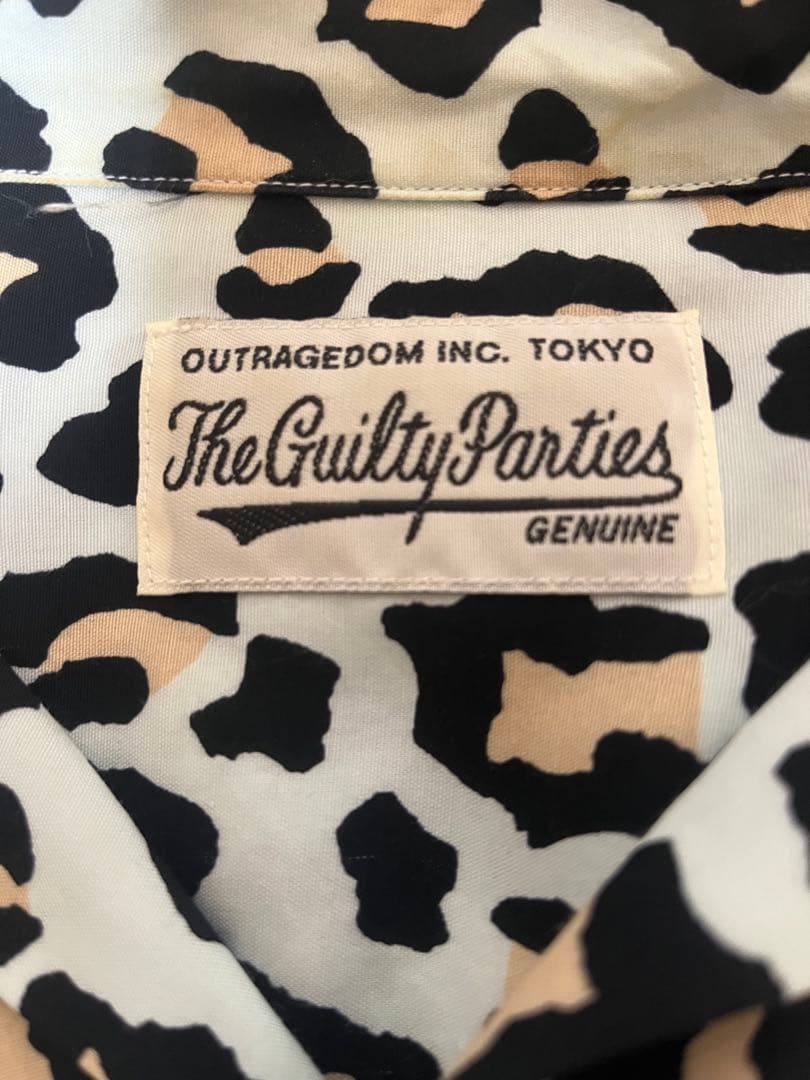 OUTRAGEDOM INC. TOKYO
The Guilty Parties
GENUINE